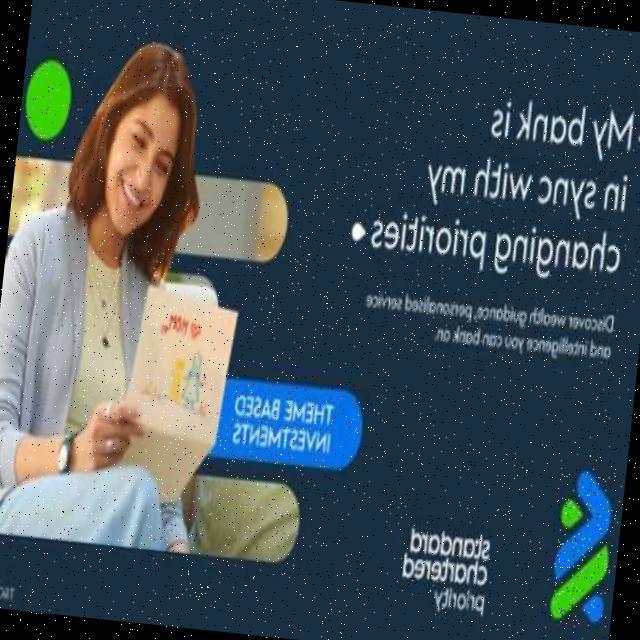 My bank is
in sync with my
changing priorities
Discover wealth guidance, personalised service
and intelligence you can bank on.
THEME BASED
INVESTMENTS
standard
chartered
priority